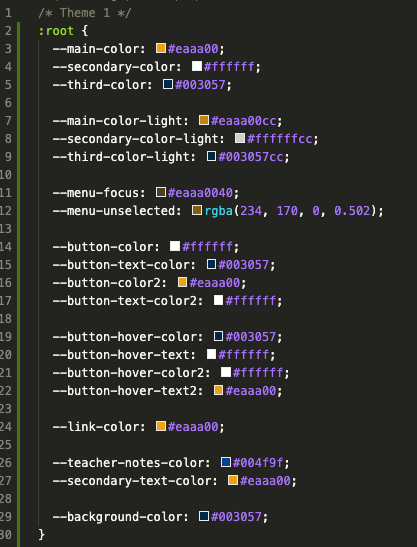 1 /* Theme 1 */
2 :root {
3 --main-color: #eaaa00;
4 --secondary-color: #ffffff;
5 --third-color: #003057;
6
7 --main-color-light: #eaaa00cc;
8 --secondary-color-light: #ffffffcc;
9 --third-color-light: #003057cc;
10
11 --menu-focus: #eaaa0040;
12 --menu-unselected: rgba(234, 170, 0, 0.502);
13
14 --button-color: #ffffff;
15 --button-text-color: #003057;
16 --button-color2: #eaaa00;
17 --button-text-color2: #ffffff;
18
19 --button-hover-color: #003057;
20 --button-hover-text: #ffffff;
21 --button-hover-color2: #ffffff;
22 --button-hover-text2: #eaaa00;
23
24 --link-color: #eaaa00;
25
26 --teacher-notes-color: #004f9f;
27 --secondary-text-color: #eaaa00;
28
29 --background-color: #003057;
30 }